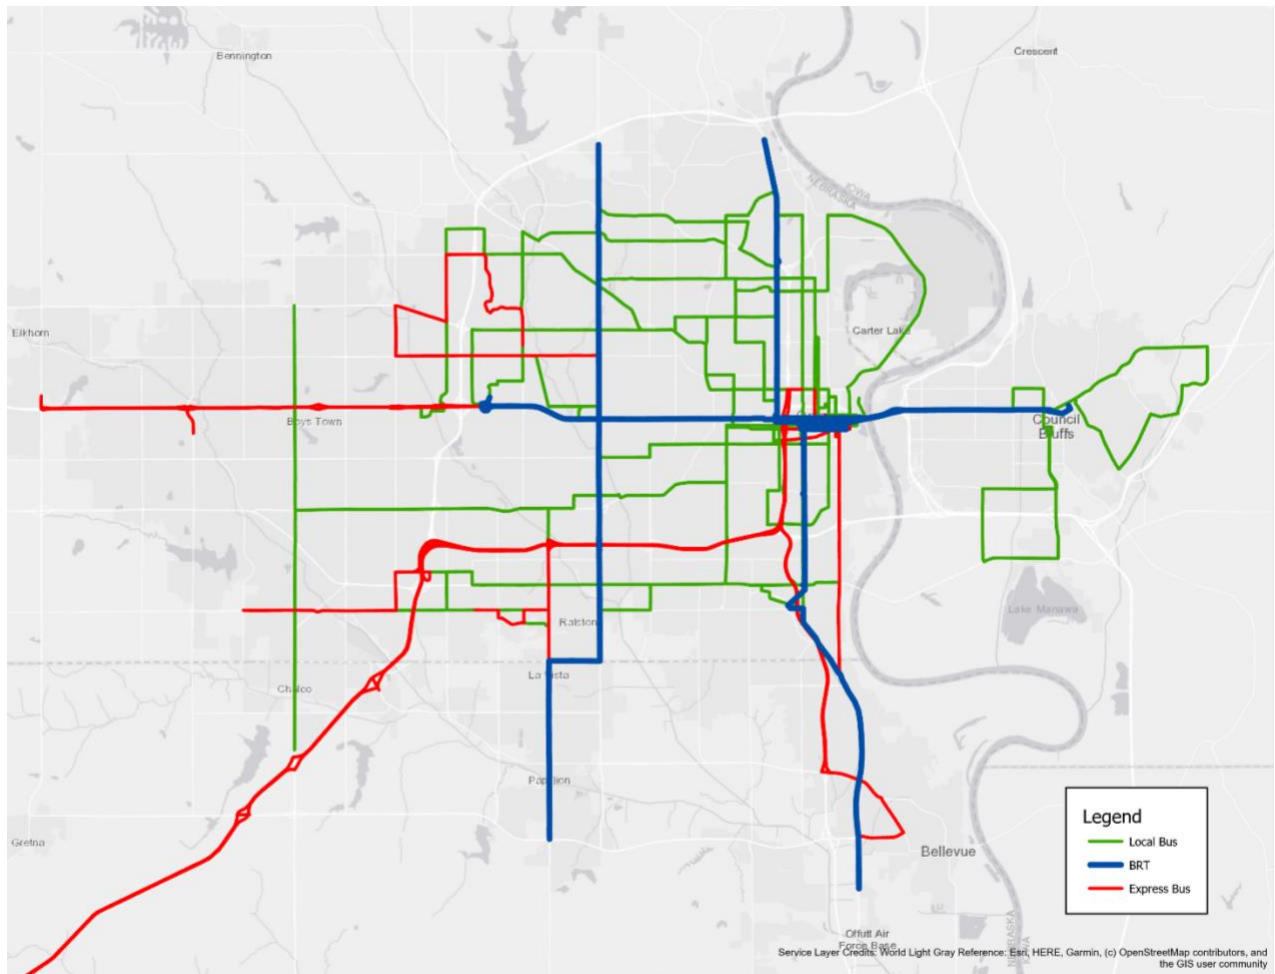 Bennington
Crescent
IOWA
NEBRASKA
Elkhorn
Carter Lake
Boys Town
Council
Bluffs
Lake Manawa
Ralston
La Vista
Chalco
Papillion
Gretna
Bellevue
Legend
Local Bus
BRT
Express Bus
NEBRASKA
IOWA
Offutt Air
Force Base
Service Layer Credits: World Light Gray Reference: Esri, HERE, Garmin, (c) OpenStreetMap contributors, and
the GIS user community